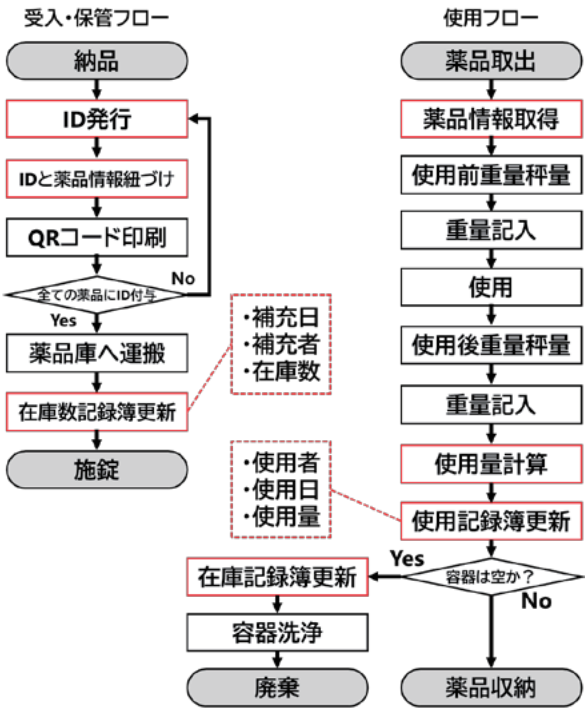 受入・保管フロー
納品
ID発行
IDと薬品情報紐づけ
QRコード印刷
全ての薬品にID付与
No
Yes
薬品庫へ運搬
在庫数記録簿更新
施錠
・補充日
・補充者
・在庫数
使用フロー
薬品取出
薬品情報取得
使用前重量秤量
重量記入
使用
使用後重量秤量
重量記入
使用量計算
使用記録簿更新
・使用者
・使用日
・使用量
容器は空か？
Yes
No
在庫記録簿更新
容器洗浄
廃棄
薬品収納